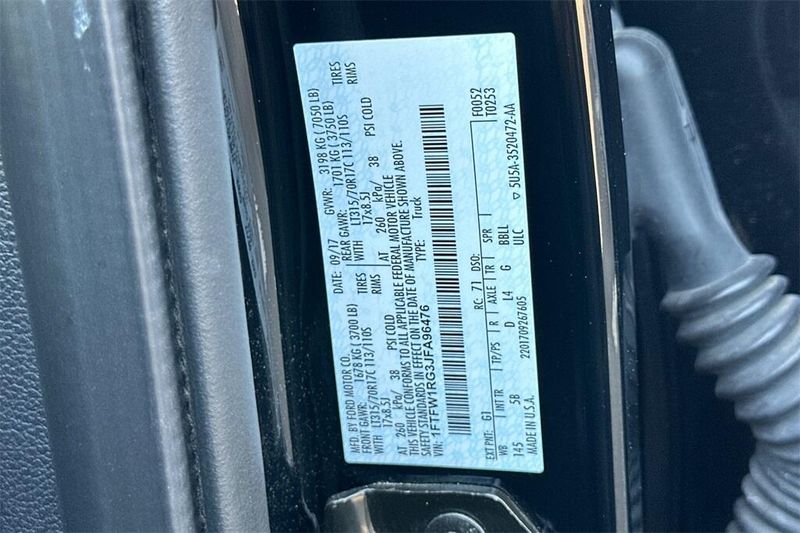 MFD. BY FORD MOTOR CO. DATE: 09/17 GVWR: 3198 KG ( 7050 LB)
FRONT GAWR: 1678 KG ( 3700 LB) REAR GAWR: 1701 KG ( 3750 LB)
WITH LT315/70R17C 113/110S TIRES WITH LT315/70R17C 113/110S TIRES
17x8.5J RIMS 17x8.5J RIMS
AT 260 kPa/ 38 PSI COLD AT 260 kPa/ 38 PSI COLD
THIS VEHICLE CONFORMS TO ALL APPLICABLE FEDERAL MOTOR VEHICLE
SAFETY STANDARDS IN EFFECT ON THE DATE OF MANUFACTURE SHOWN ABOVE.
VIN: 1FTFW1RG3JFA96476 TYPE: Truck
F0052
EXT PNT: G1 RC: 71 DSO: T0253
WB INT TR TP/PS R AXLE TR SPR
145 5B D L4 G BBLL
ULC ▽ 5U5A-3520472-AA
MADE IN U.S.A. 2201709267605